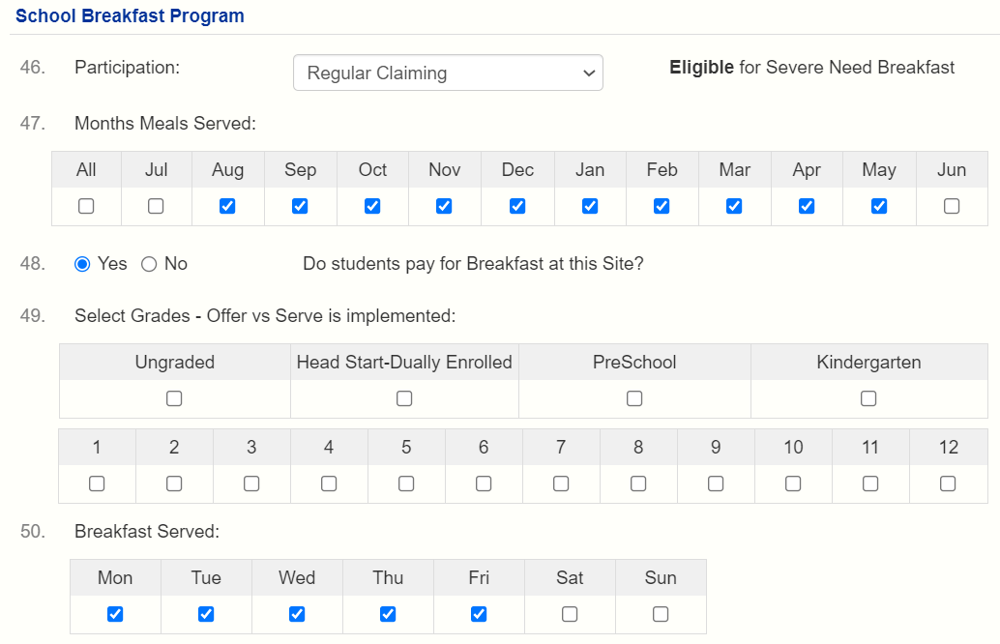 School Breakfast Program
46. Participation: Regular Claiming Eligible for Severe Need Breakfast
47. Months Meals Served:
All Jul Aug Sep Oct Nov Dec Jan Feb Mar Apr May Jun
48. Yes No Do students pay for Breakfast at this Site?
49. Select Grades - Offer vs Serve is implemented:
Ungraded Head Start-Dually Enrolled PreSchool Kindergarten
1 2 3 4 5 6 7 8 9 10 11 12
50. Breakfast Served:
Mon Tue Wed Thu Fri Sat Sun